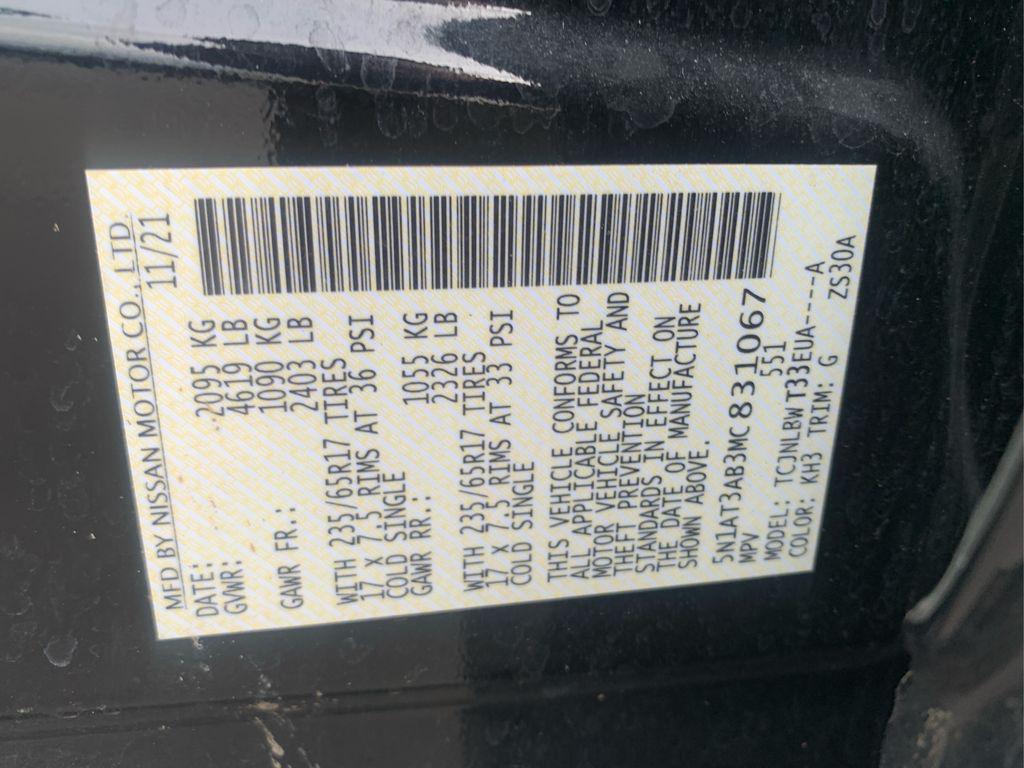 MFD BY NISSAN MOTOR CO., LTD.
DATE: 11/21
GVWR: 2095 KG
4619 LB
GAWR FR.: 1090 KG
2403 LB
WITH 235/65R17 TIRES
17 X 7.5 RIMS AT 36 PSI
COLD SINGLE
GAWR RR.: 1055 KG
2326 LB
WITH 235/65R17 TIRES
17 X 7.5 RIMS AT 33 PSI
COLD SINGLE
THIS VEHICLE CONFORMS TO
ALL APPLICABLE FEDERAL
MOTOR VEHICLE SAFETY AND
THEFT PREVENTION
STANDARDS IN EFFECT ON
THE DATE OF MANUFACTURE
SHOWN ABOVE.
5N1AT3AB3MC831067
MPV 551
MODEL: TC3NLBW T33EUA-----A
COLOR: KH3 TRIM: G ZS30A